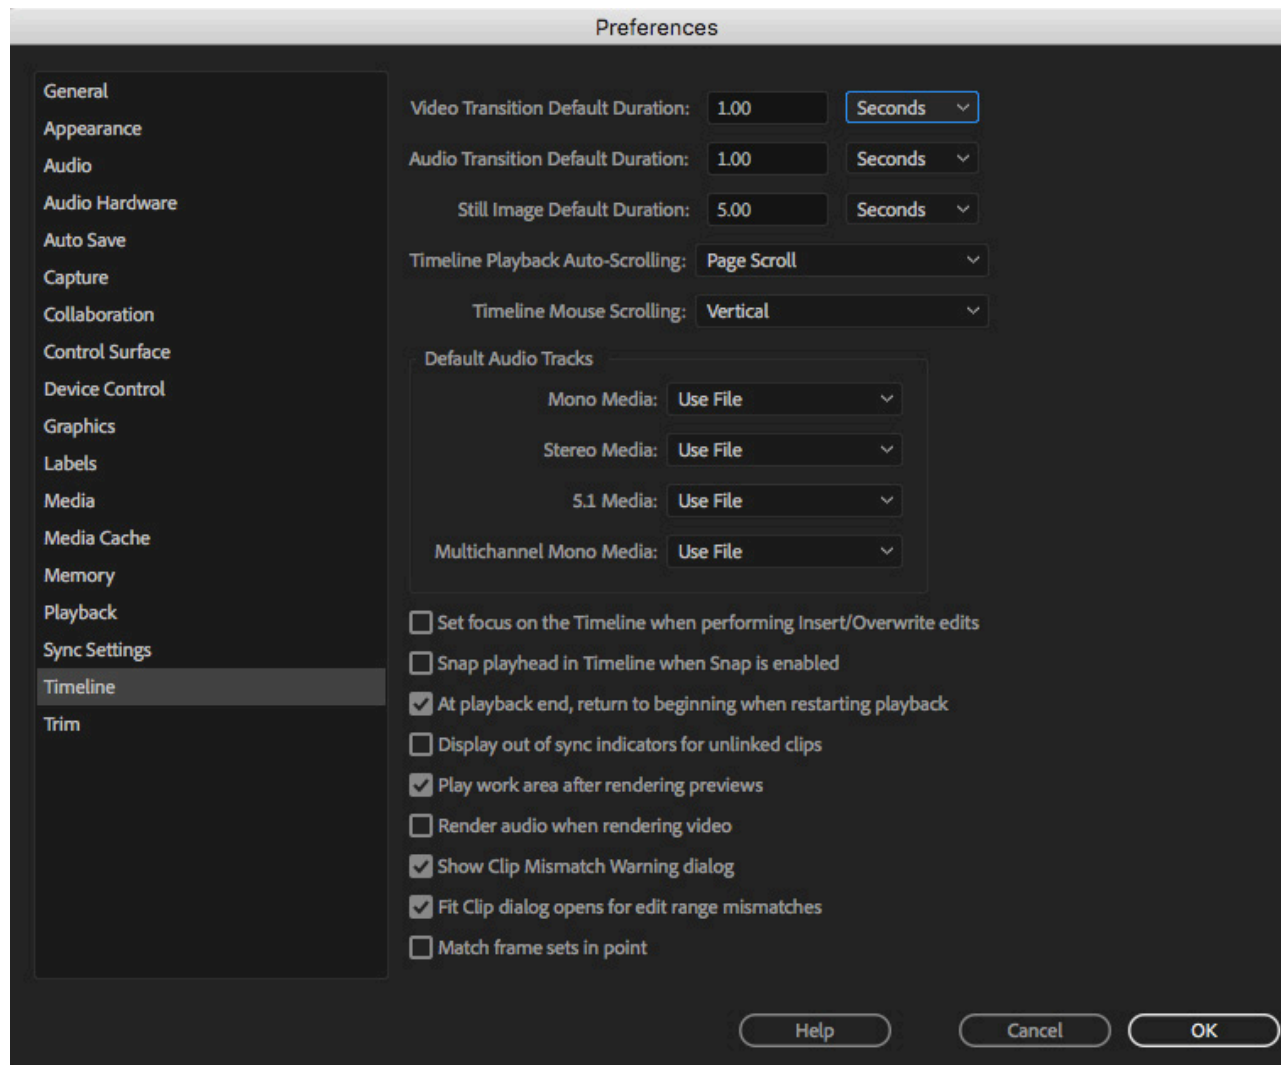 Preferences
General
Appearance
Audio
Audio Hardware
Auto Save
Capture
Collaboration
Control Surface
Device Control
Graphics
Labels
Media
Media Cache
Memory
Playback
Sync Settings
Timeline
Trim
Video Transition Default Duration: 1.00 Seconds
Audio Transition Default Duration: 1.00 Seconds
Still Image Default Duration: 5.00 Seconds
Timeline Playback Auto-Scrolling: Page Scroll
Timeline Mouse Scrolling: Vertical
Default Audio Tracks
Mono Media: Use File
Stereo Media: Use File
5.1 Media: Use File
Multichannel Mono Media: Use File
Set focus on the Timeline when performing Insert/Overwrite edits
Snap playhead in Timeline when Snap is enabled
At playback end, return to beginning when restarting playback
Display out of sync indicators for unlinked clips
Play work area after rendering previews
Render audio when rendering video
Show Clip Mismatch Warning dialog
Fit Clip dialog opens for edit range mismatches
Match frame sets in point
Help Cancel OK